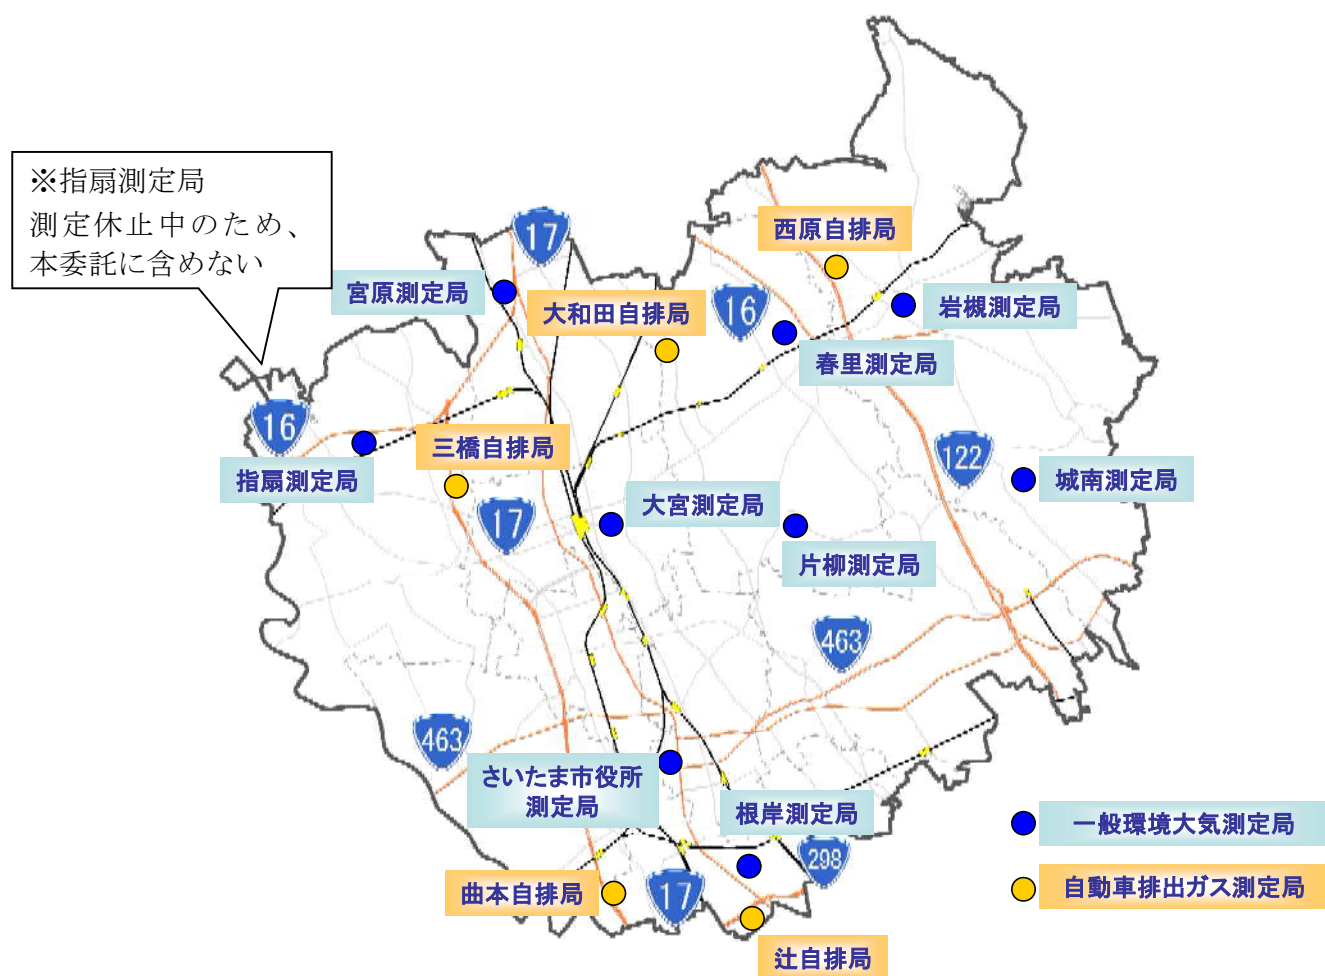 ※指扇測定局
測定休止中のため、
本委託に含めない
17
西原自排局
宮原測定局
大和田自排局
16
岩槻測定局
春里測定局
16
三橋自排局
122
指扇測定局
城南測定局
大宮測定局
17
片柳測定局
463
463
さいたま市役所
測定局
根岸測定局
一般環境大気測定局
298
曲本自排局
17
自動車排出ガス測定局
辻自排局